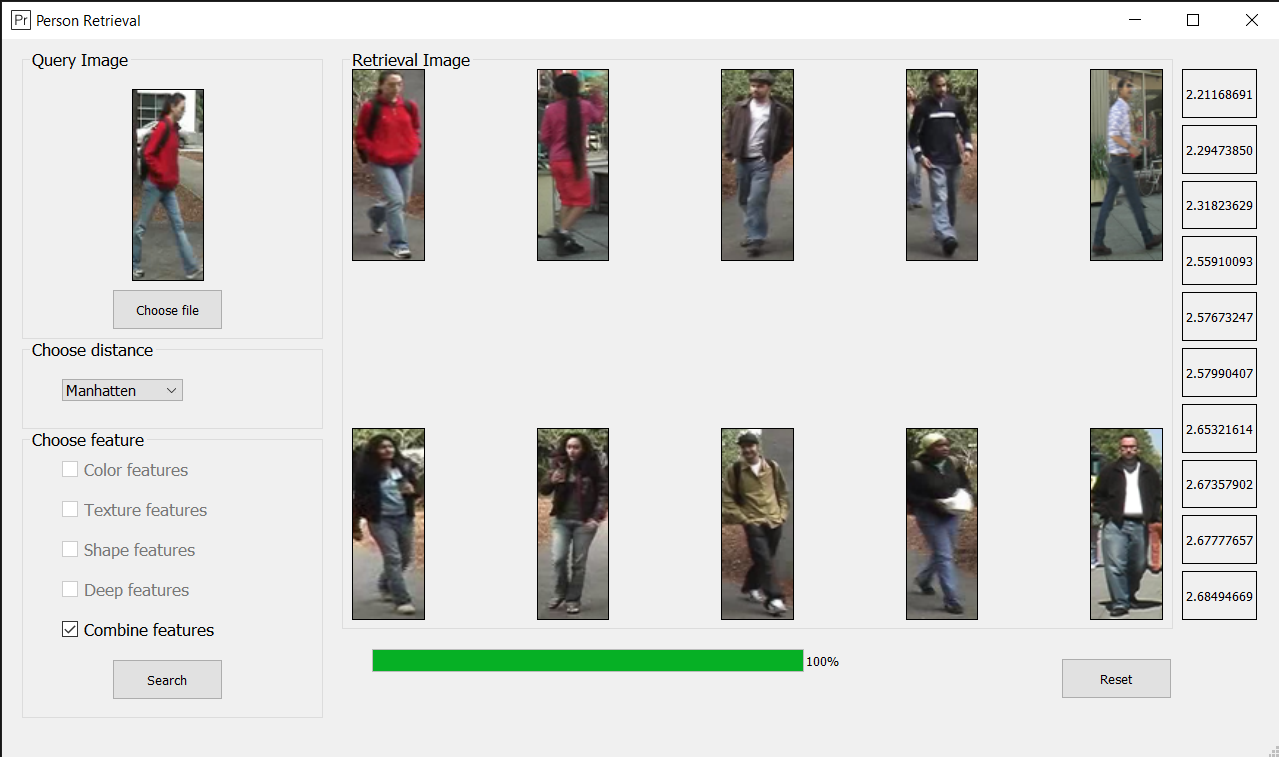 Pr Person Retrieval
Query Image
Choose file
Choose distance
Manhatten
Choose feature
Color features
Texture features
Shape features
Deep features
Combine features
Search
Retrieval Image
100%
Reset
2.21168691
2.29473850
2.31823629
2.55910093
2.57673247
2.57990407
2.65321614
2.67357902
2.67777657
2.68494669